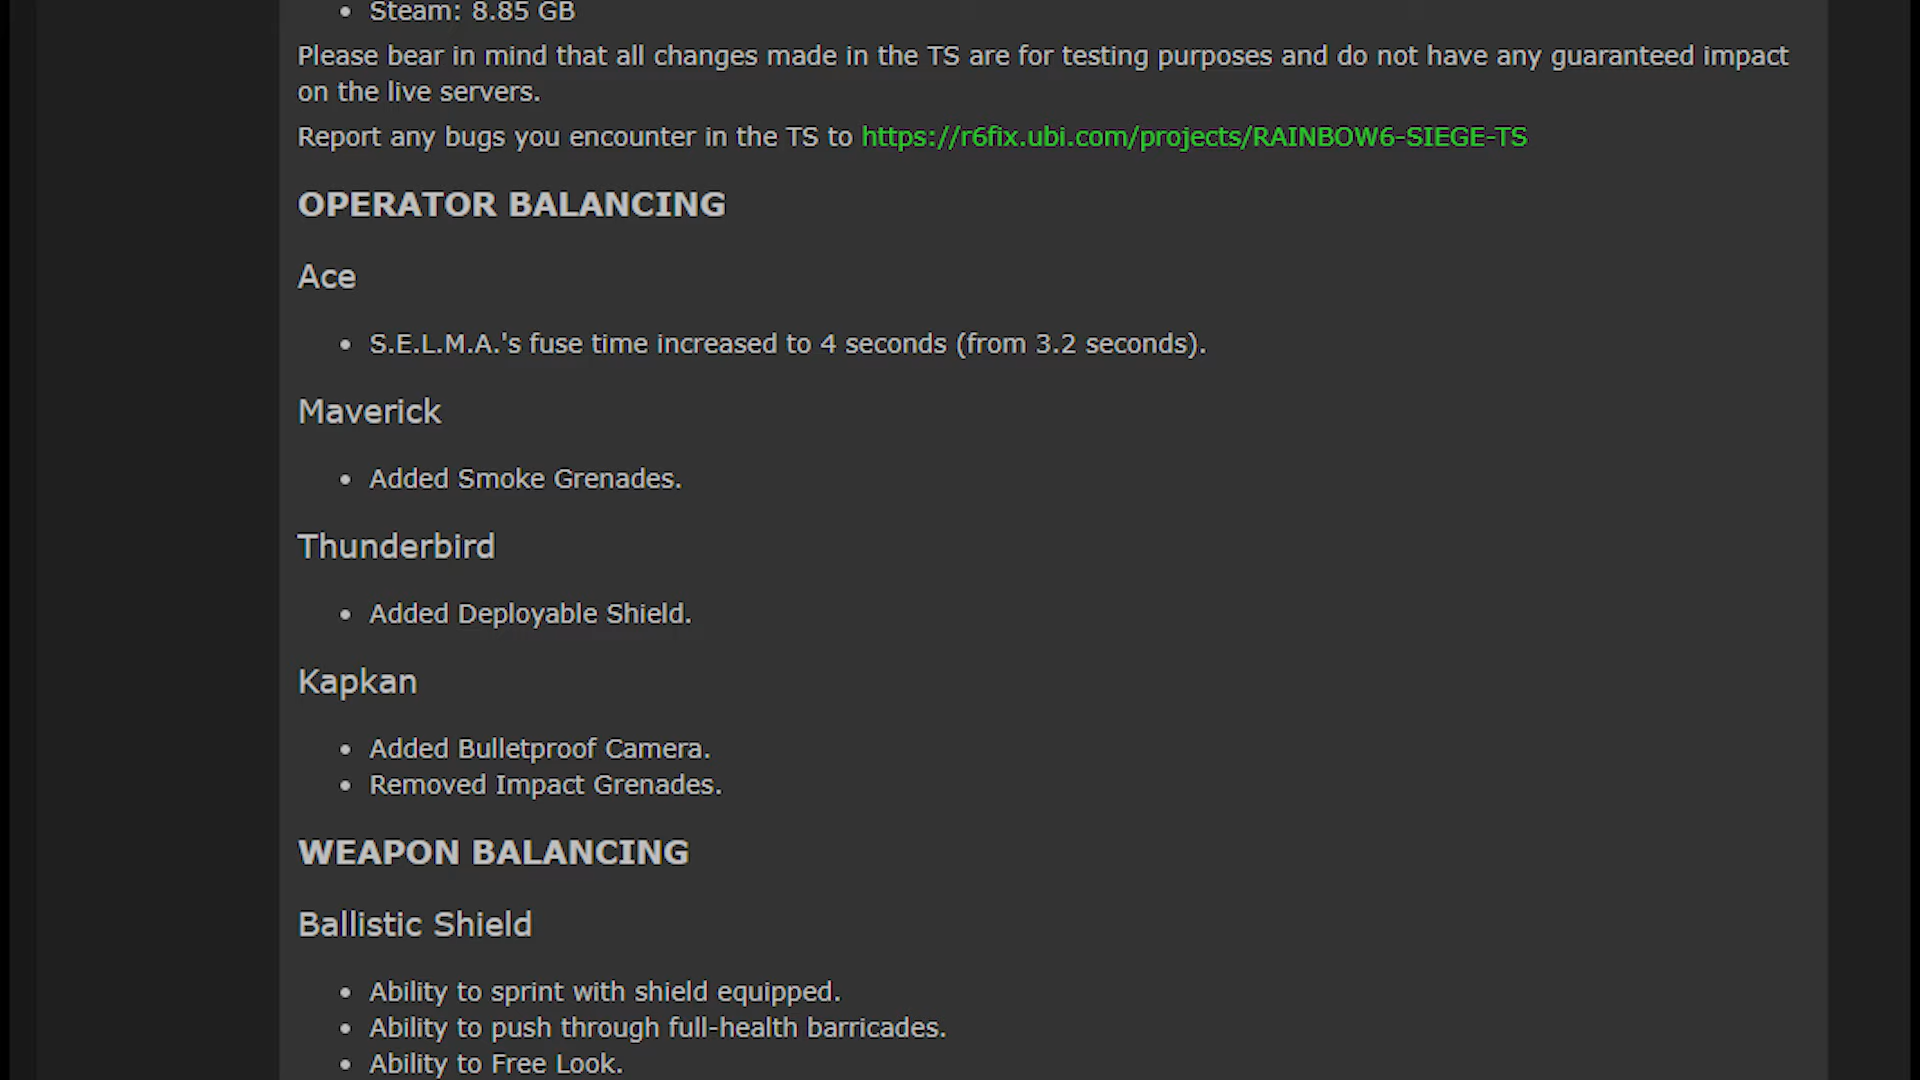 • Steam: 8.85 GB
Please bear in mind that all changes made in the TS are for testing purposes and do not have any guaranteed impact
on the live servers.
Report any bugs you encounter in the TS to https://r6fix.ubi.com/projects/RAINBOW6-SIEGE-TS
OPERATOR BALANCING
Ace
• S.E.L.M.A.'s fuse time increased to 4 seconds (from 3.2 seconds).
Maverick
• Added Smoke Grenades.
Thunderbird
• Added Deployable Shield.
Kapkan
• Added Bulletproof Camera.
• Removed Impact Grenades.
WEAPON BALANCING
Ballistic Shield
• Ability to sprint with shield equipped.
• Ability to push through full-health barricades.
• Ability to Free Look.